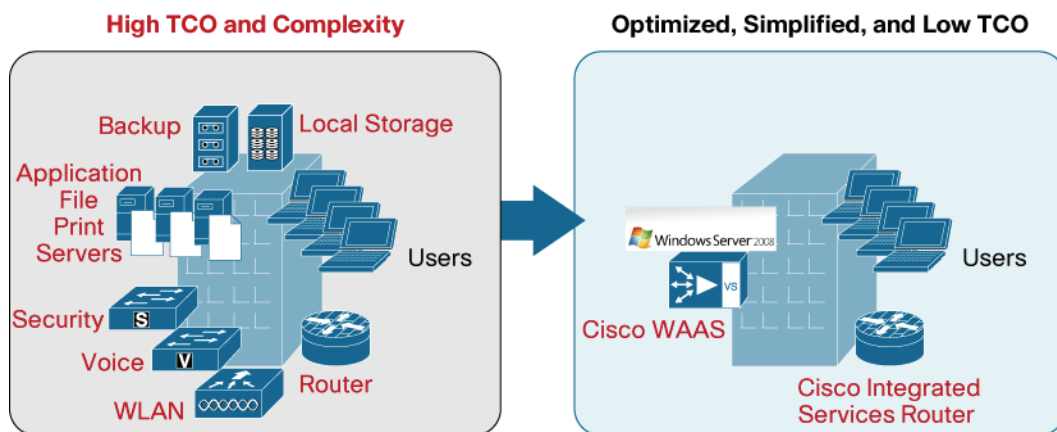 High TCO and Complexity
Backup
Local Storage
Application
File
Print
Servers
Users
Security
S
Voice
V
WLAN
Router
Optimized, Simplified, and Low TCO
Windows Server 2008
VS
Cisco WAAS
Users
Cisco Integrated
Services Router